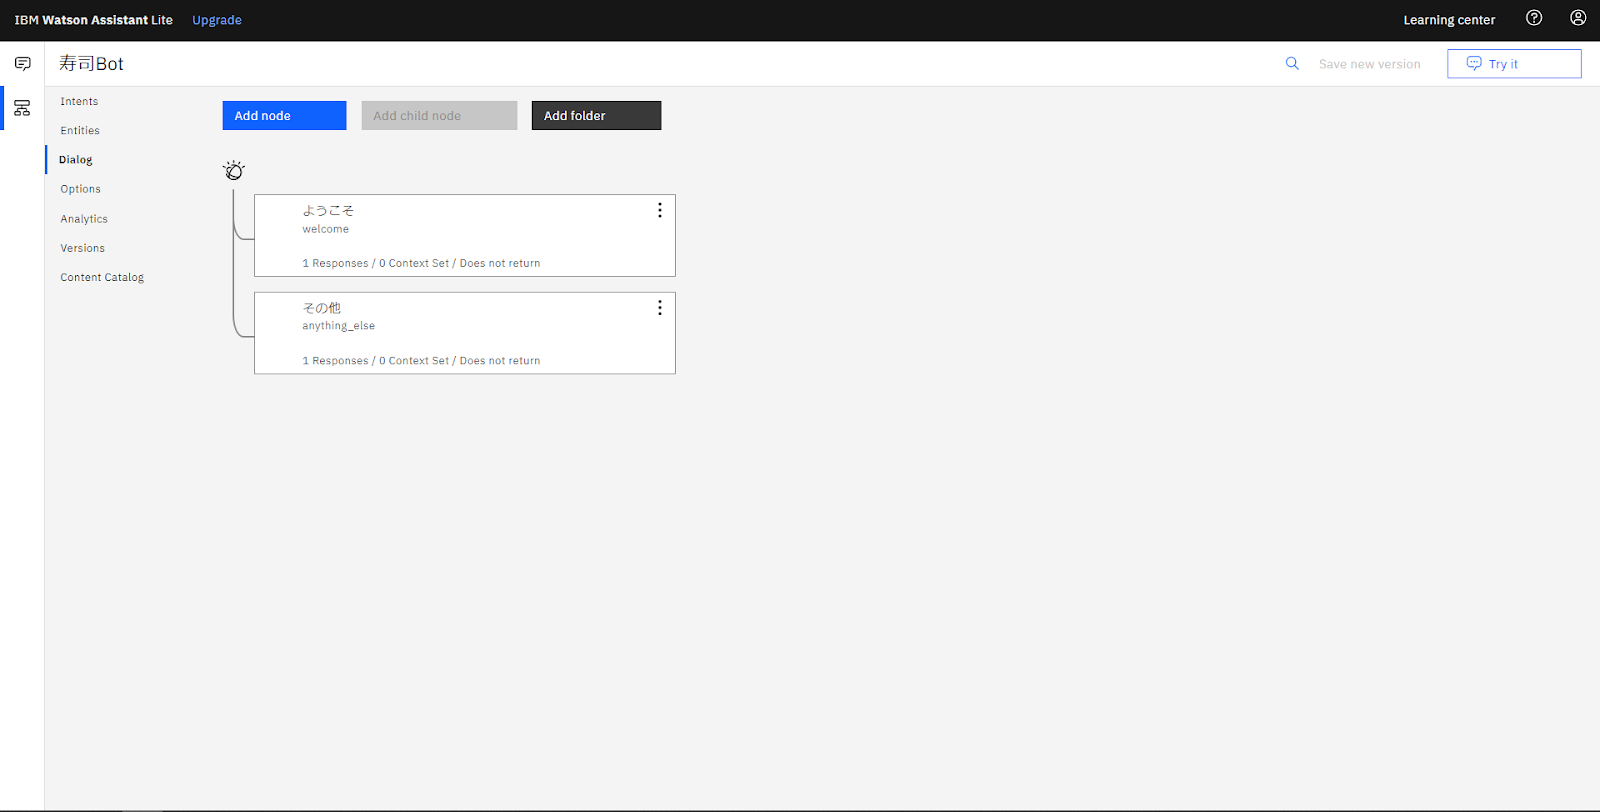 IBM Watson Assistant Lite Upgrade Learning center
寿司Bot Save new version Try it
Intents
Entities
Dialog
Options
Analytics
Versions
Content Catalog
Add node Add child node Add folder
ようこそ
welcome
1 Responses / 0 Context Set / Does not return
その他
anything_else
1 Responses / 0 Context Set / Does not return